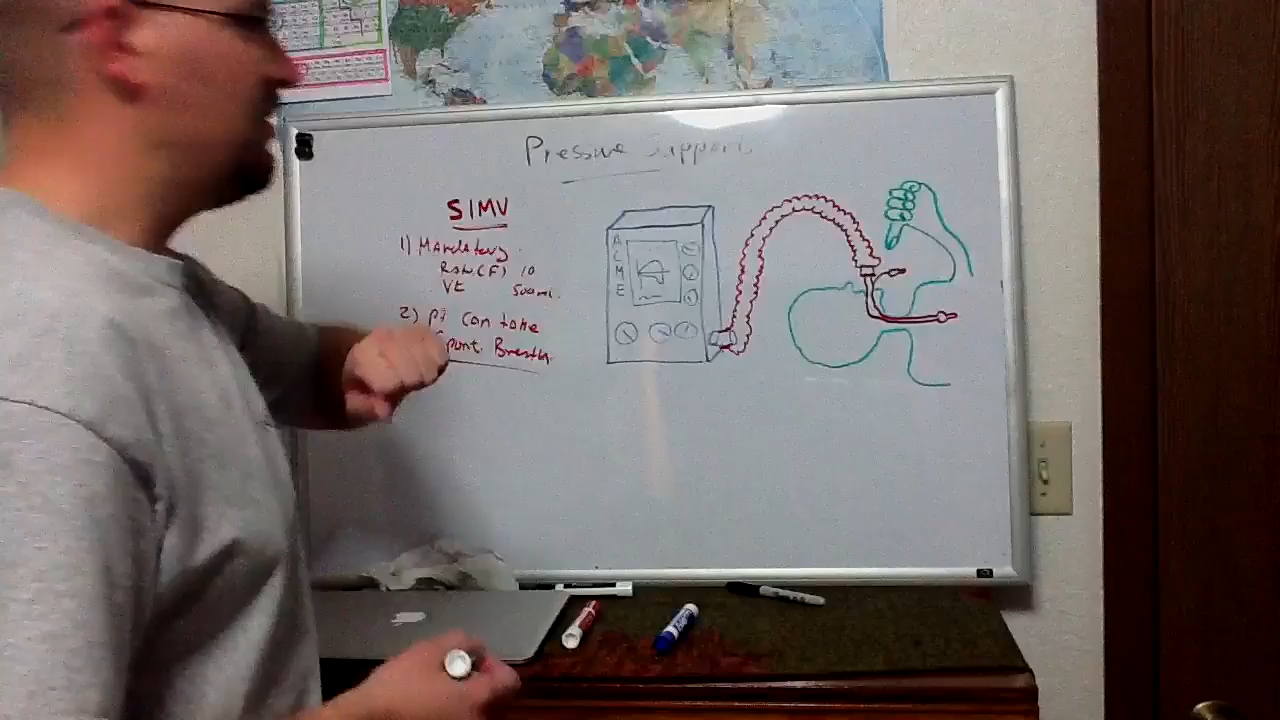 Pressure Support
SIMV
1) Mandatory
Rate (F) 10
Vt 500ml.
2) Pt Can take
Spont. Breath
ACME